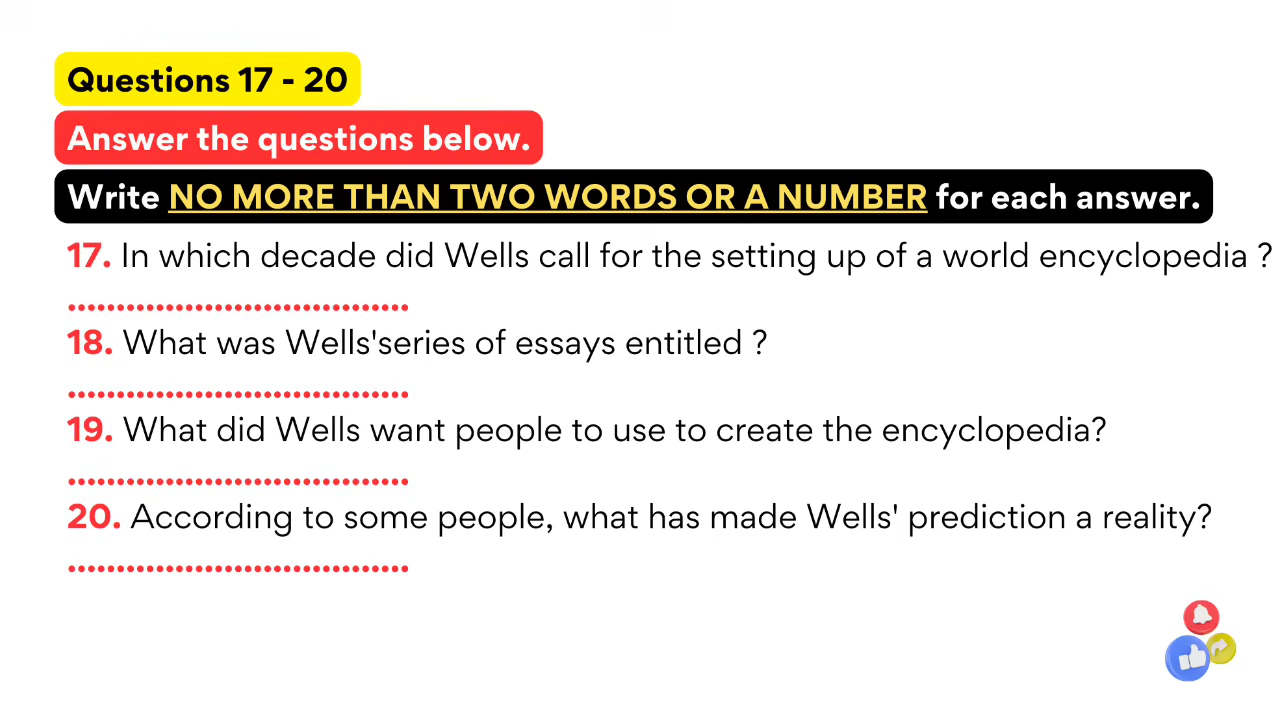 Questions 17 - 20
Answer the questions below.
Write NO MORE THAN TWO WORDS OR A NUMBER for each answer.
17. In which decade did Wells call for the setting up of a world encyclopedia ?
...................................
18. What was Wells'series of essays entitled ?
...................................
19. What did Wells want people to use to create the encyclopedia?
...................................
20. According to some people, what has made Wells' prediction a reality?
...................................